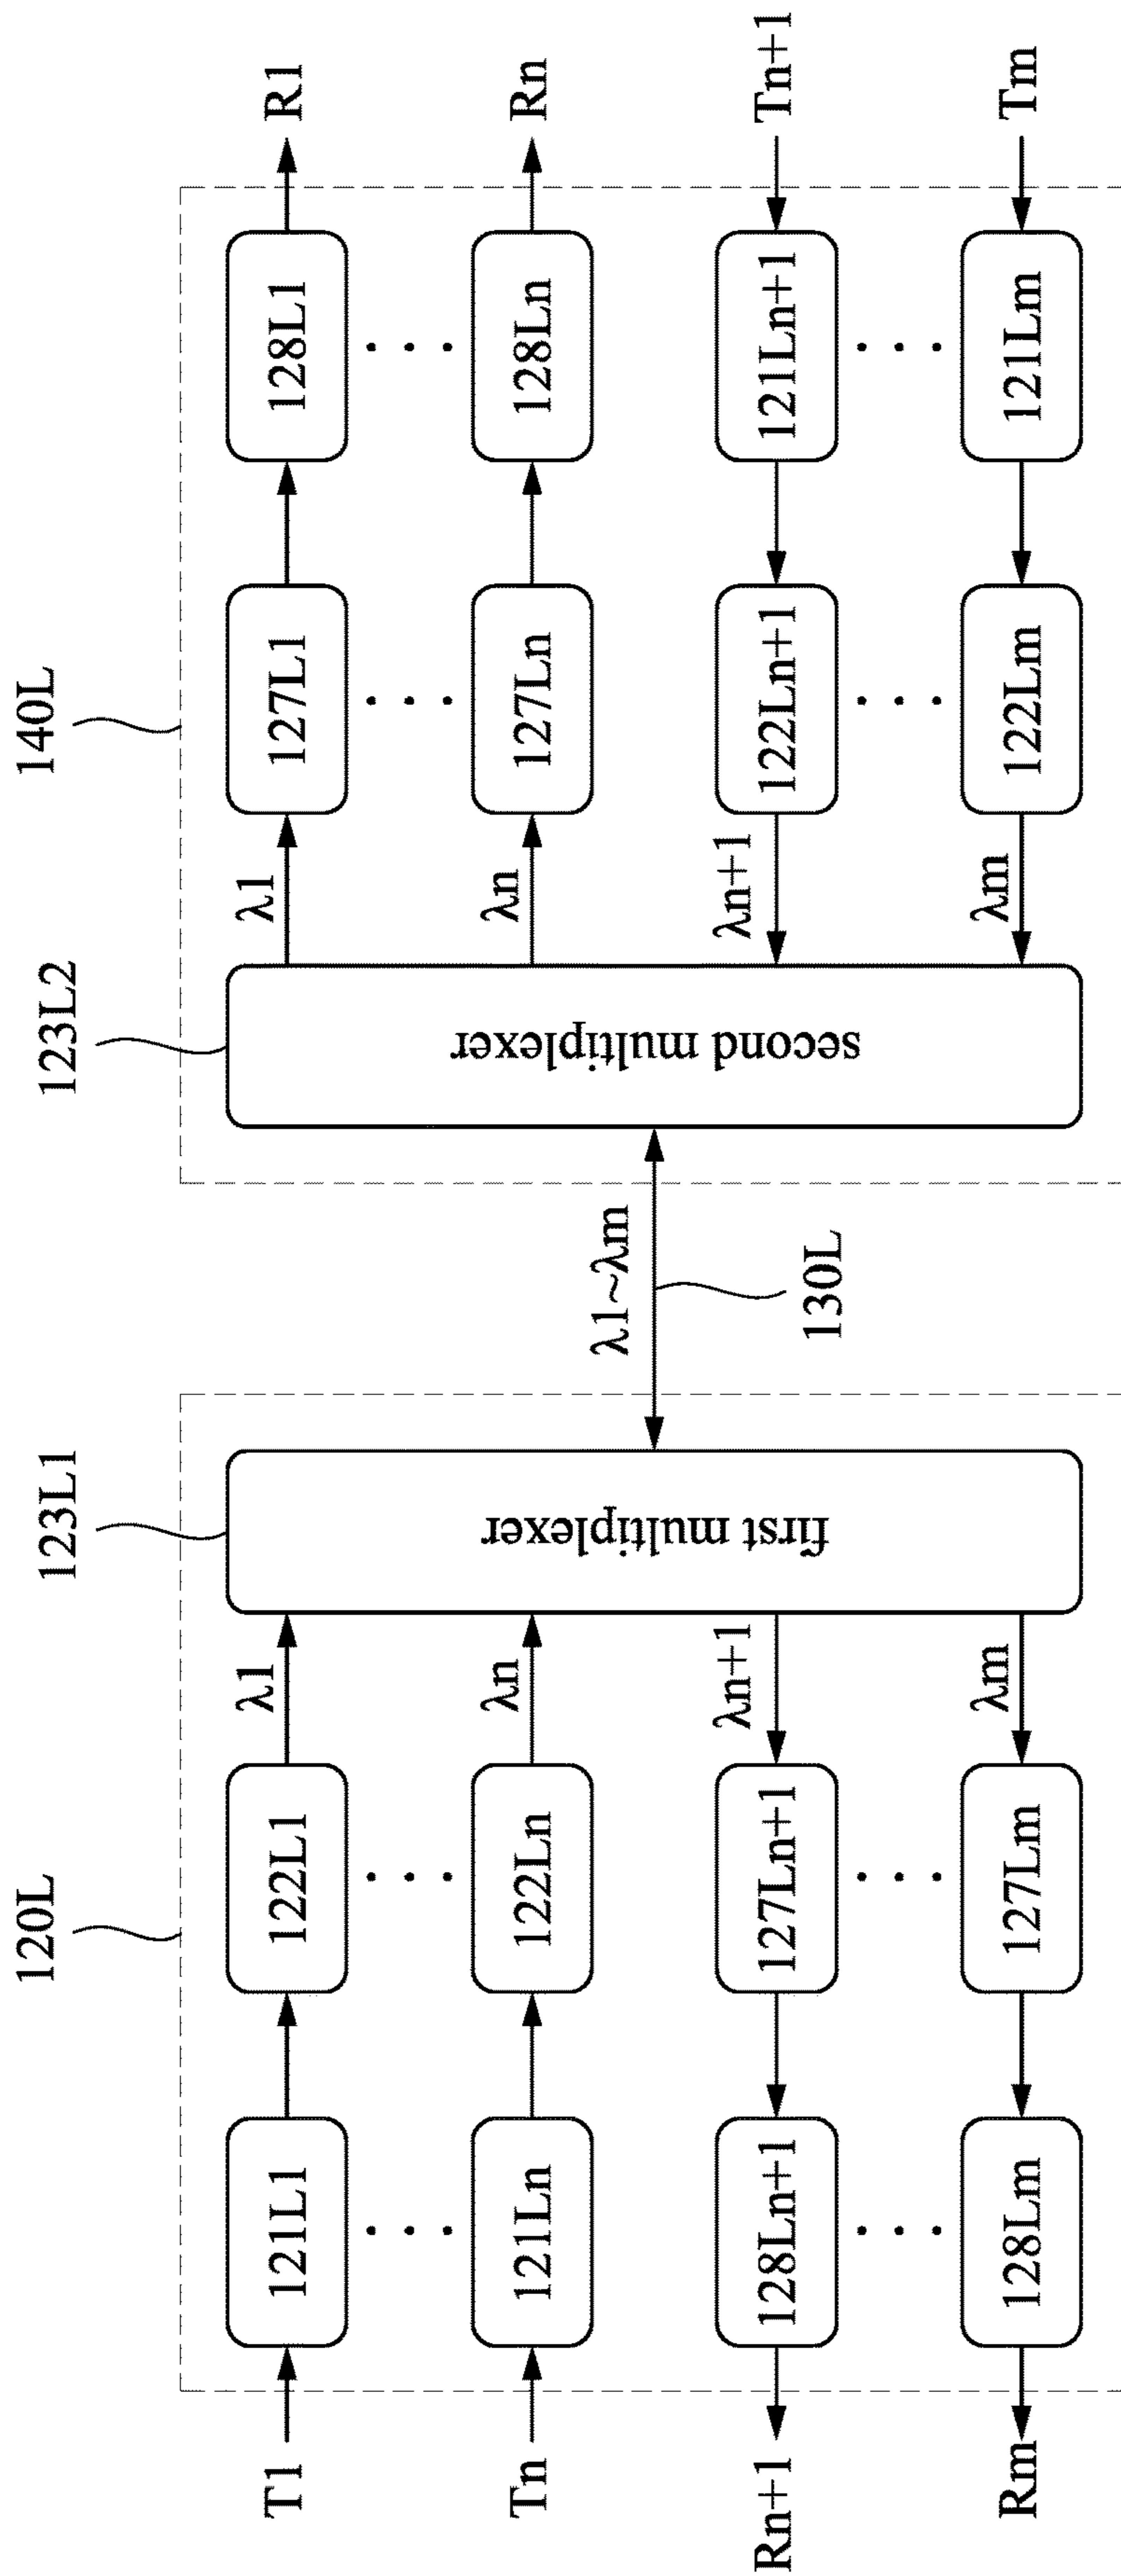 120L
123L1
123L2
140L
T1
121L1
122L1
λ1
λ1
127L1
128L1
R1
Tn
121Ln
122Ln
λn
λn
127Ln
128Ln
Rn
first multiplexer
λ1~λm
130L
second multiplexer
Rn+1
128Ln+1
127Ln+1
λn+1
λn+1
122Ln+1
121Ln+1
Tn+1
Rm
128Lm
127Lm
λm
λm
122Lm
121Lm
Tm